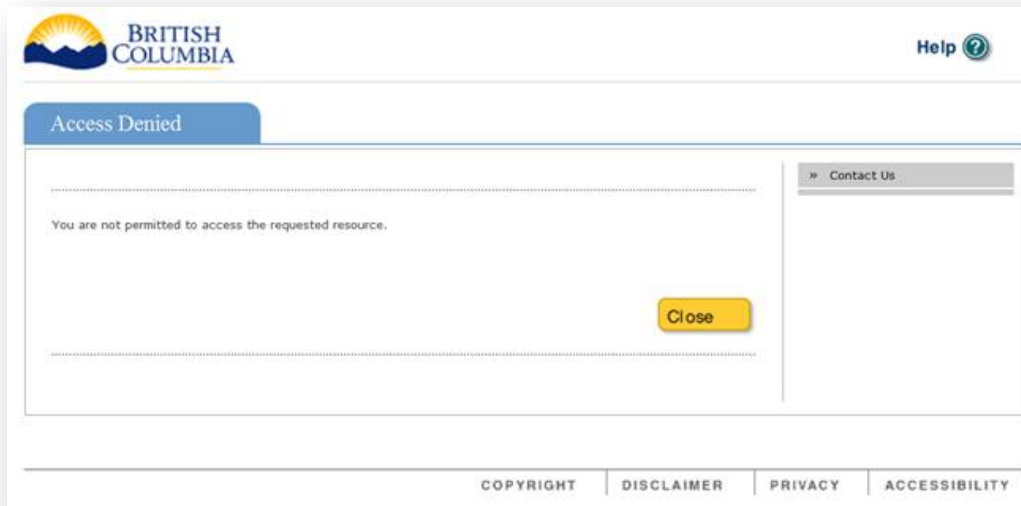 BRITISH
COLUMBIA
Help ?
Access Denied
» Contact Us
You are not permitted to access the requested resource.
Close
COPYRIGHT
DISCLAIMER
PRIVACY
ACCESSIBILITY